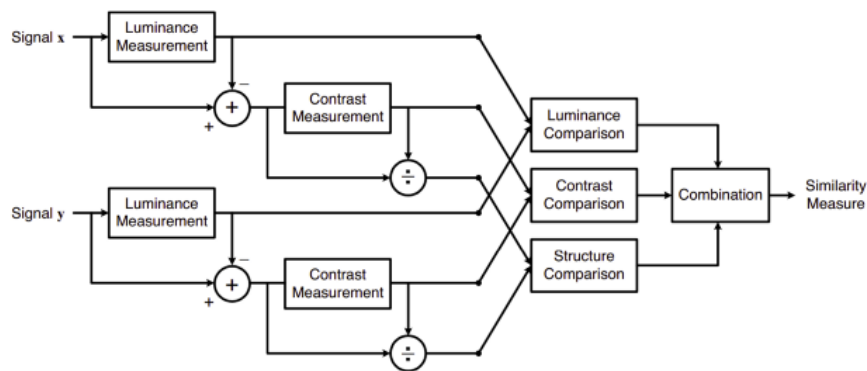 Signal x
Luminance
Measurement
−
+
+
Contrast
Measurement
÷
Signal y
Luminance
Measurement
−
+
+
Contrast
Measurement
÷
Luminance
Comparison
Contrast
Comparison
Structure
Comparison
Combination
Similarity
Measure